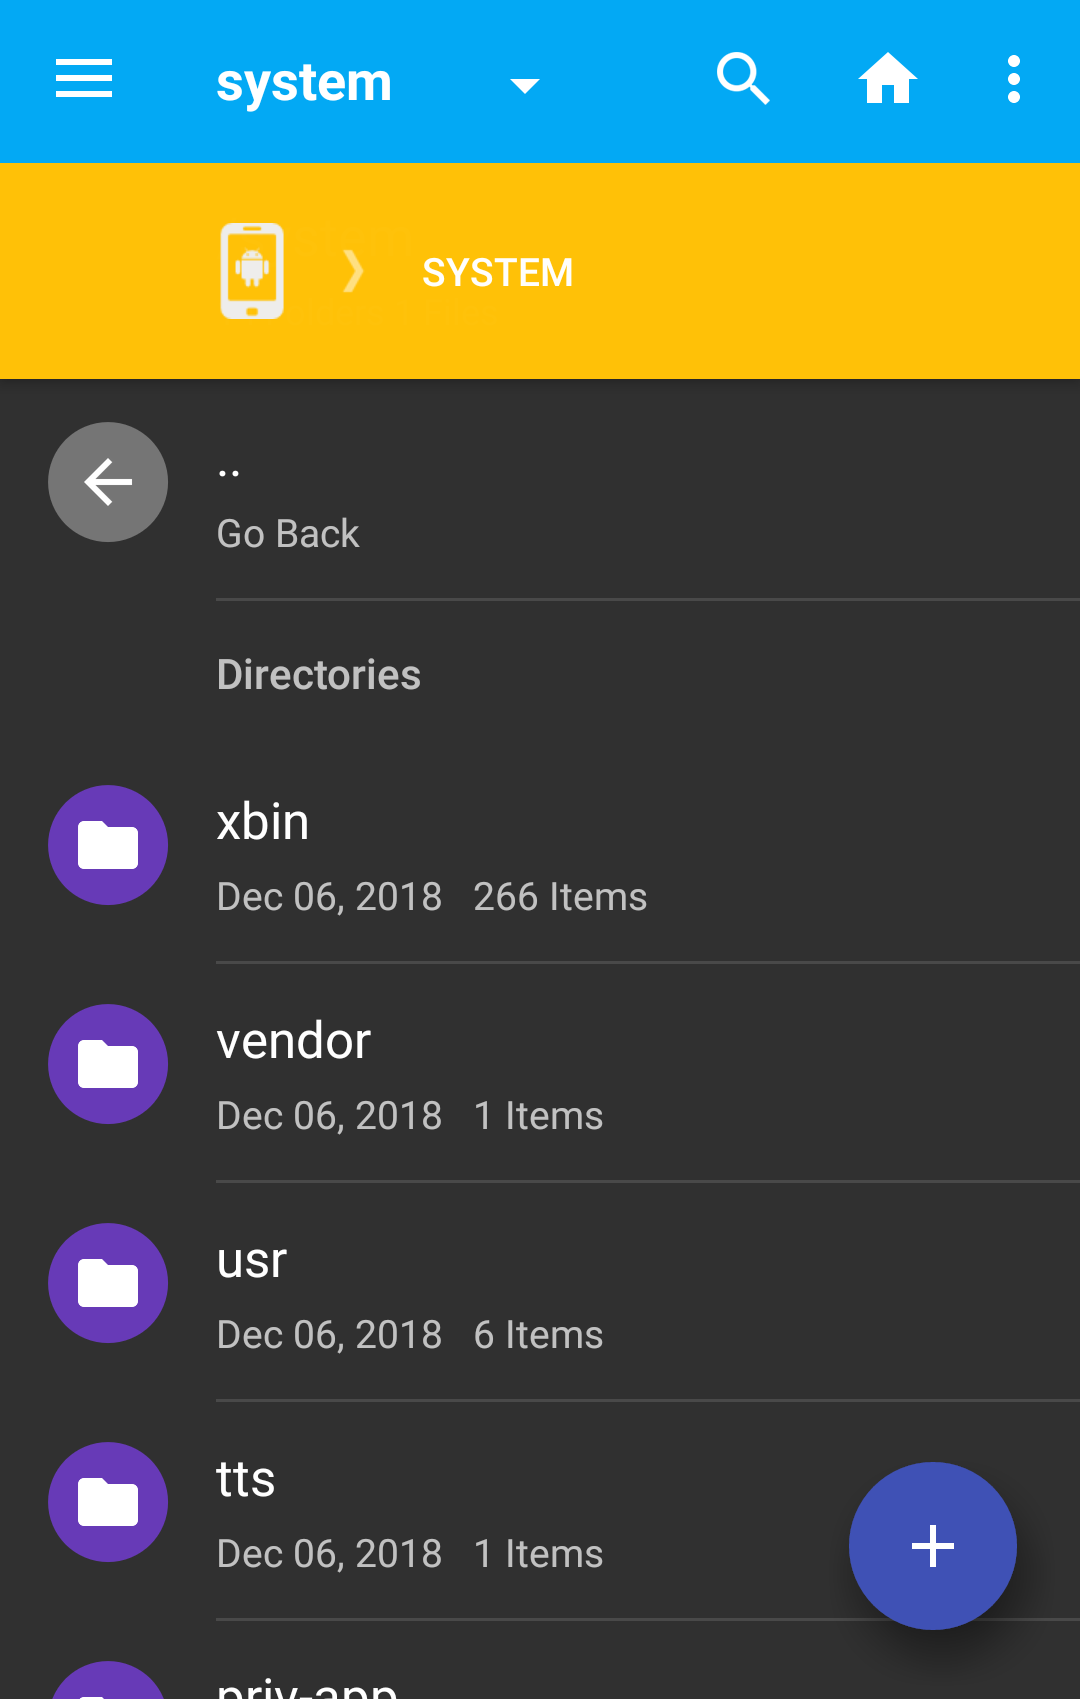 system
SYSTEM
..
Go Back
Directories
xbin
Dec 06, 2018 266 Items
vendor
Dec 06, 2018 1 Items
usr
Dec 06, 2018 6 Items
tts
Dec 06, 2018 1 Items
priv-app